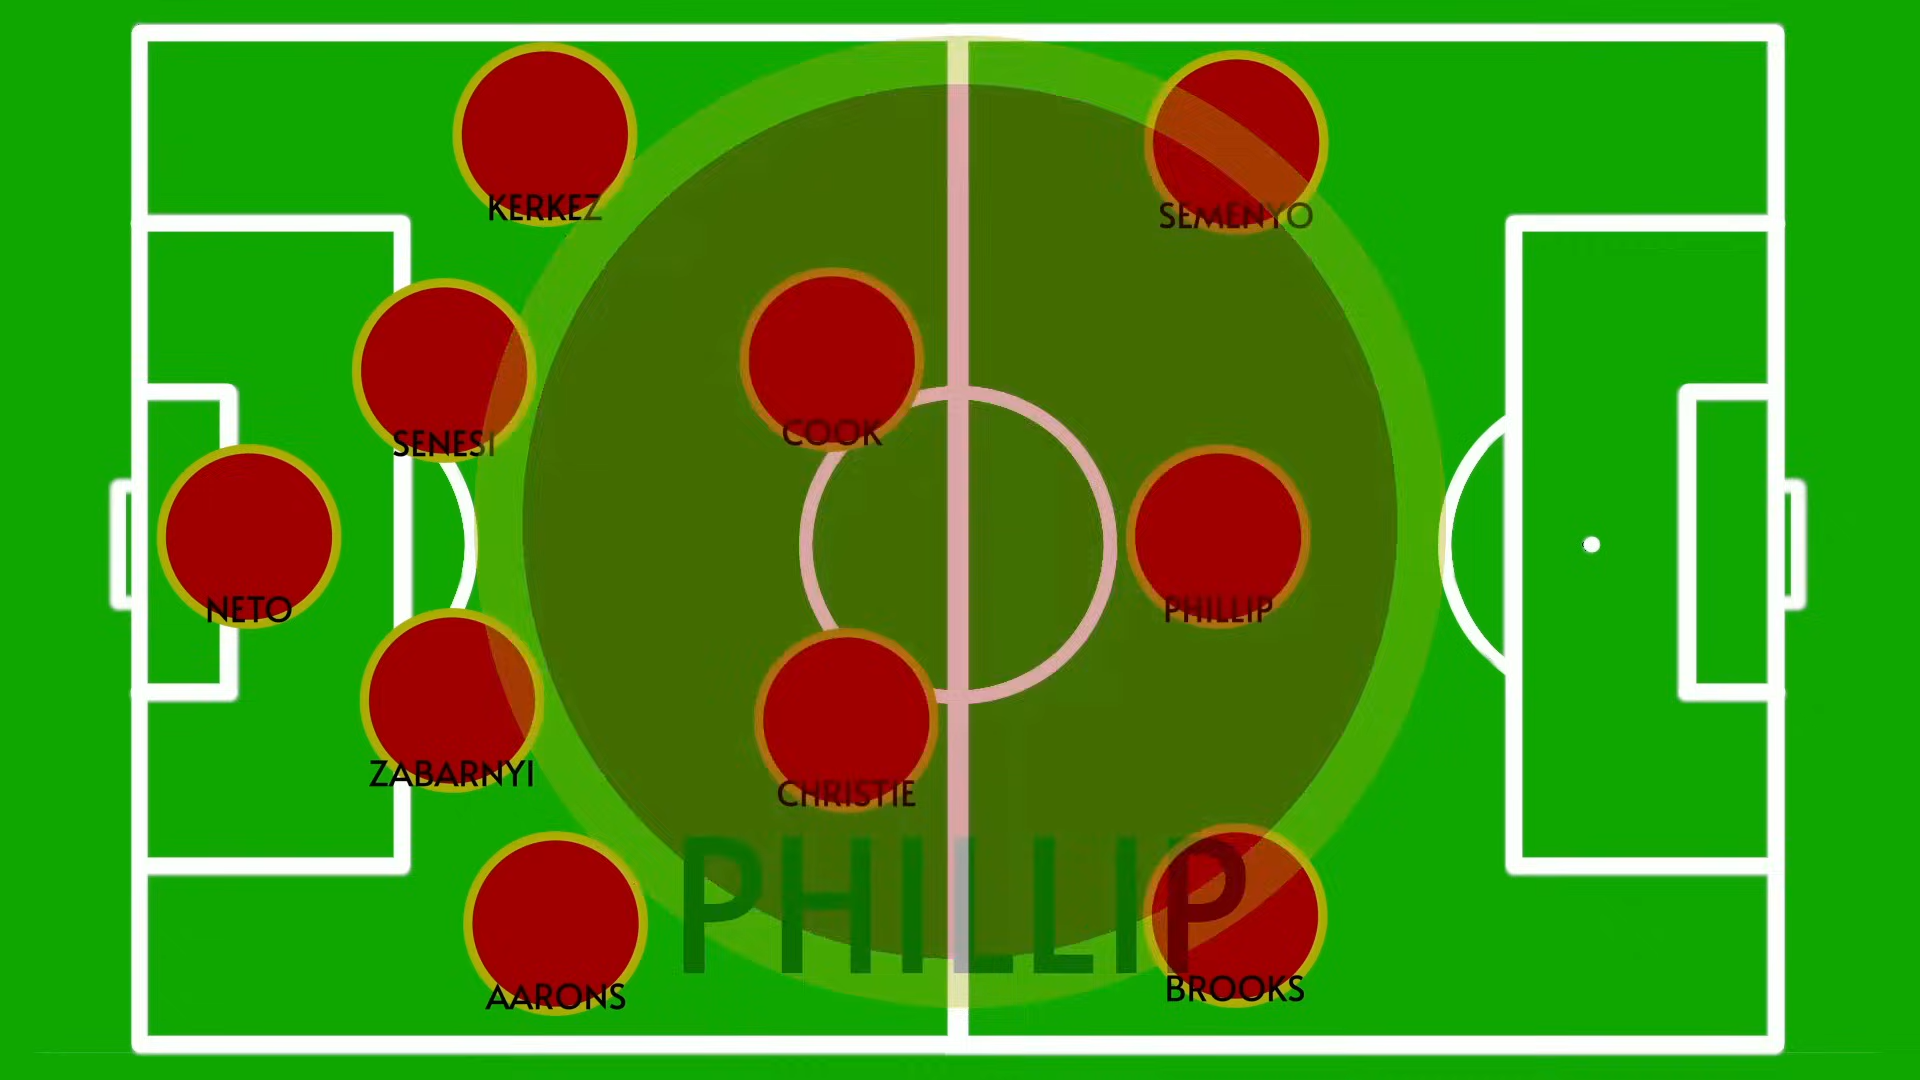 KERKEZ
SEMENYO
SENESI
COOK
NETO
PHILLIP
ZABARNYI
CHRISTIE
PHILLIP
AARONS
BROOKS